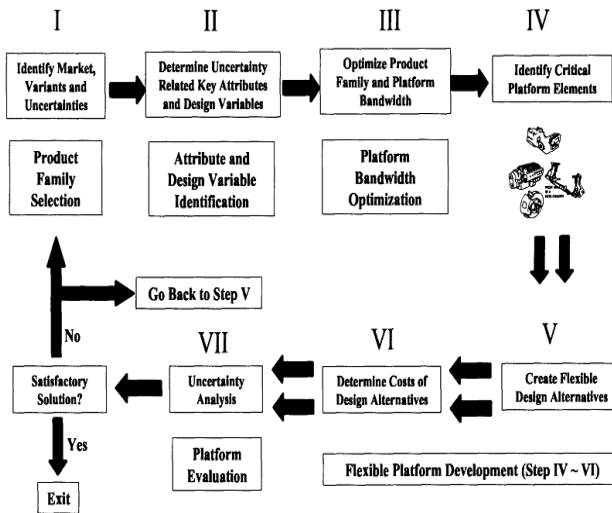 I
II
III
IV
Identify Market,
Variants and
Uncertainties
Determine Uncertainty
Related Key Attributes
and Design Variables
Optimize Product
Family and Platform
Bandwidth
Identify Critical
Platform Elements
Product
Family
Selection
Attribute and
Design Variable
Identification
Platform
Bandwidth
Optimization
Go Back to Step V
No
VII
VI
V
Satisfactory
Solution?
Uncertainty
Analysis
Determine Costs of
Design Alternatives
Create Flexible
Design Alternatives
Yes
Platform
Evaluation
Flexible Platform Development (Step IV ~ VI)
Exit